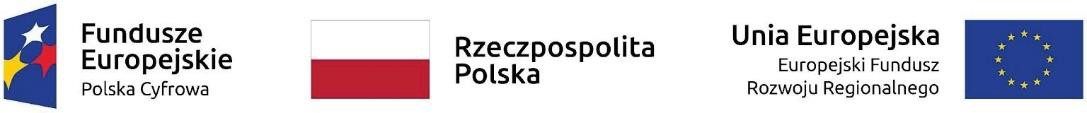 Fundusze
Europejskie
Polska Cyfrowa
Rzeczpospolita
Polska
Unia Europejska
Europejski Fundusz
Rozwoju Regionalnego